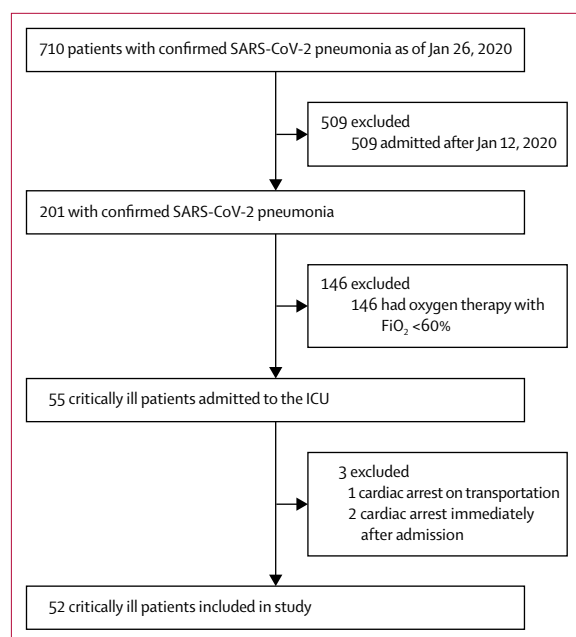 710 patients with confirmed SARS-CoV-2 pneumonia as of Jan 26, 2020
509 excluded
509 admitted after Jan 12, 2020
201 with confirmed SARS-CoV-2 pneumonia
146 excluded
146 had oxygen therapy with
FiO₂ <60%
55 critically ill patients admitted to the ICU
3 excluded
1 cardiac arrest on transportation
2 cardiac arrest immediately
after admission
52 critically ill patients included in study